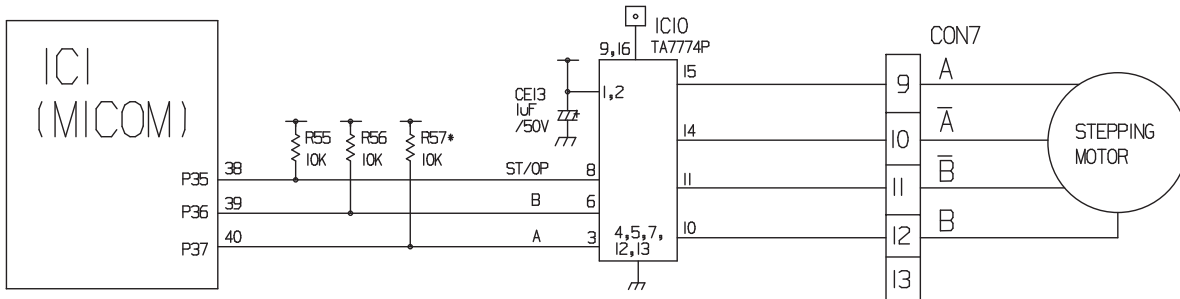 IC1
(MICOM)
P35
P36
P37
38
39
40
R55
10K
R56
10K
R57*
10K
CE13
1uF
/50V
+
ST/OP
B
A
9,16
IC10
TA7774P
1,2
8
6
3
4,5,7,
12,13
15
14
11
10
CON7
9
10
11
12
13
A
A̅
B̅
B
STEPPING
MOTOR